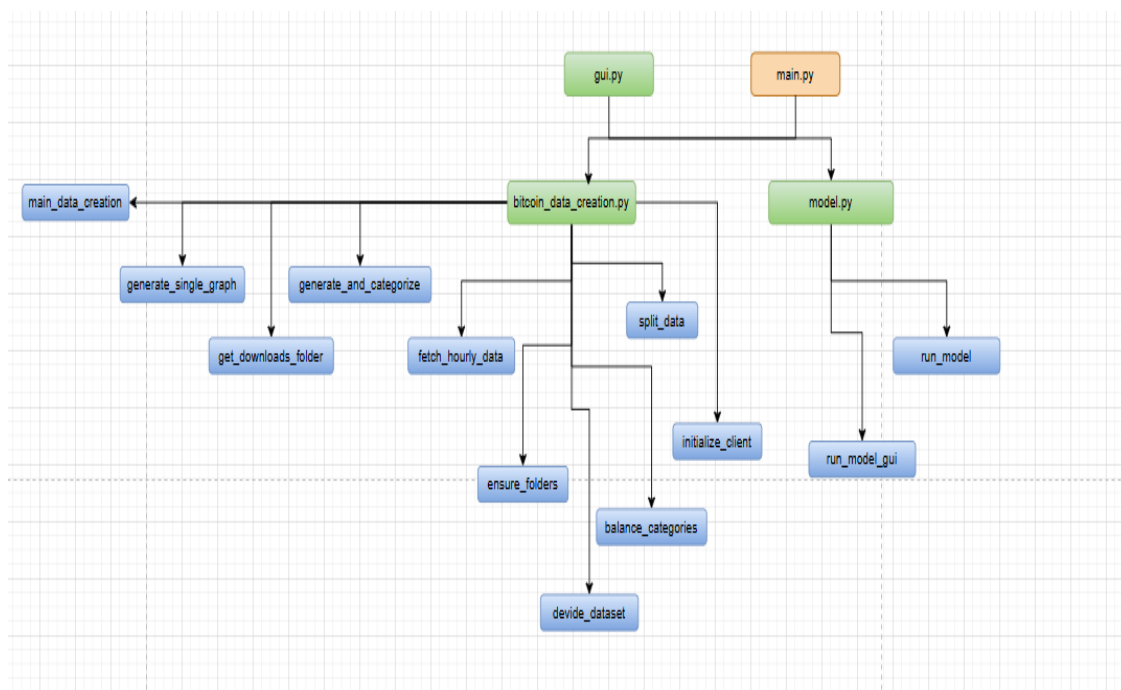 gui.py
main.py
main_data_creation
bitcoin_data_creation.py
model.py
generate_single_graph
generate_and_categorize
split_data
get_downloads_folder
fetch_hourly_data
run_model
initialize_client
run_model_gui
ensure_folders
balance_categories
devide_dataset